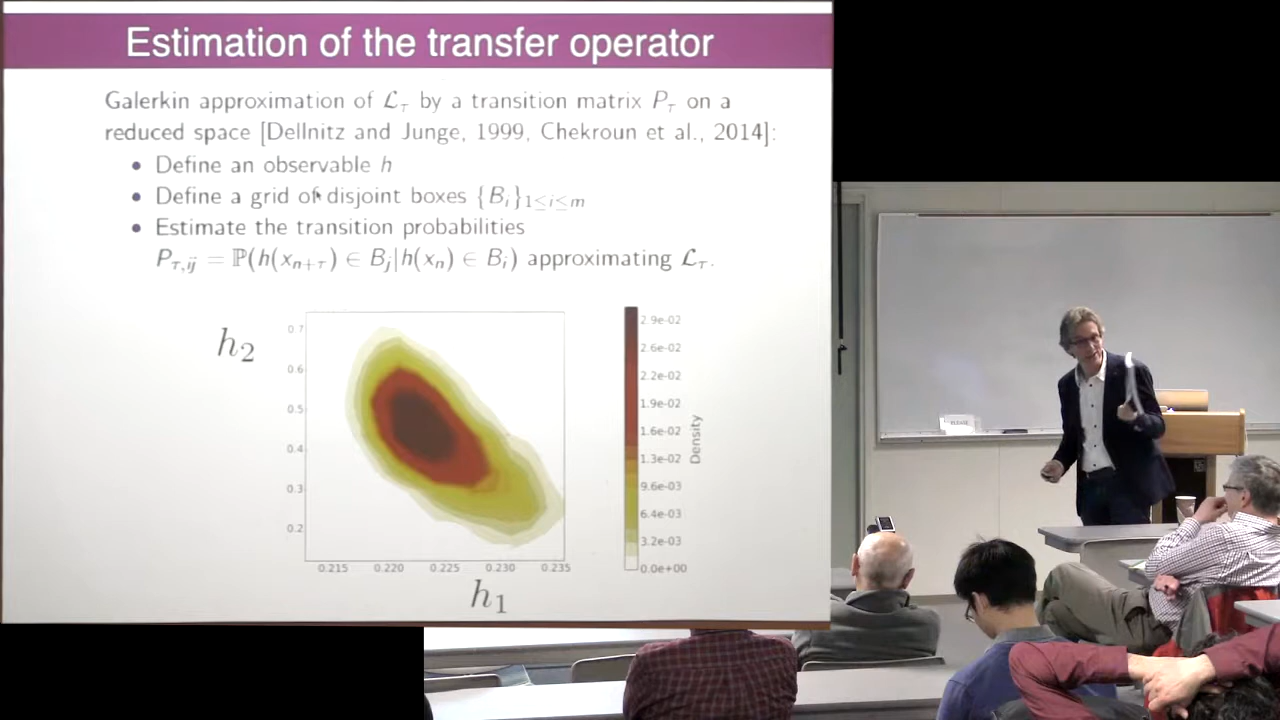 Estimation of the transfer operator
Galerkin approximation of ℒ_τ by a transition matrix P_τ on a
reduced space [Dellnitz and Junge, 1999, Chekroun et al., 2014]:
• Define an observable h
• Define a grid of disjoint boxes {B_i}_{1≤i≤m}
• Estimate the transition probabilities
P_{τ,ij} = ℙ(h(x_{n+τ}) ∈ B_j|h(x_n) ∈ B_i) approximating ℒ_τ.
h_2
0.7
0.6
0.5
0.4
0.3
0.2
0.215 0.220 0.225 0.230 0.235
h_1
2.9e-02
2.6e-02
2.2e-02
1.9e-02
1.6e-02
1.3e-02
9.6e-03
6.4e-03
3.2e-03
0.0e+00
Density
PLEASE